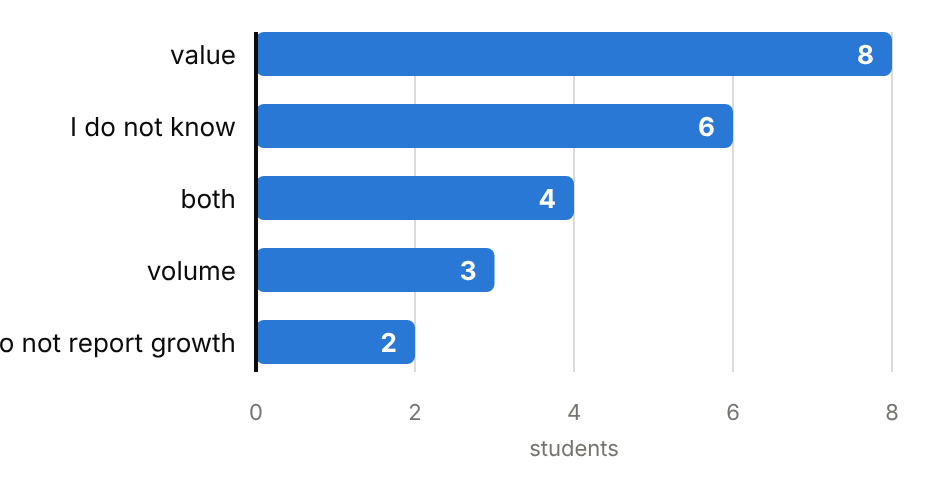 value
8
I do not know
6
both
4
volume
3
o not report growth
2
0 2 4 6 8
students